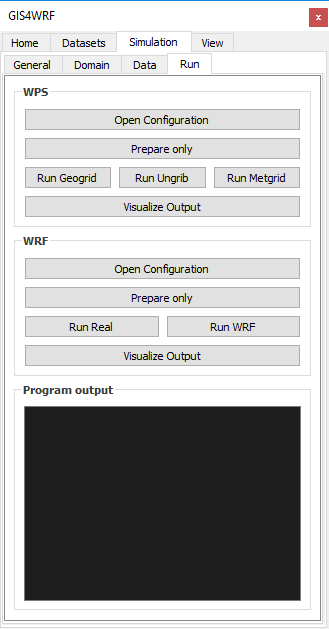 GIS4WRF x
Home Datasets Simulation View
General Domain Data Run
WPS
Open Configuration
Prepare only
Run Geogrid Run Ungrib Run Metgrid
Visualize Output
WRF
Open Configuration
Prepare only
Run Real Run WRF
Visualize Output
Program output